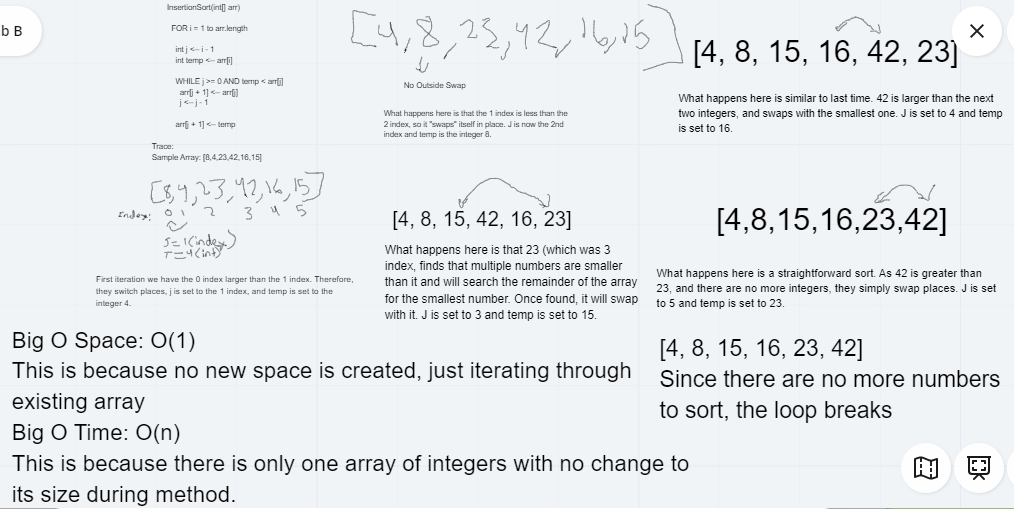 b B
InsertionSort(int[] arr)
FOR i = 1 to arr.length
int j <-- i - 1
int temp <-- arr[i]
WHILE j >= 0 AND temp < arr[j]
arr[j + 1] <-- arr[j]
j <-- j - 1
arr[j + 1] <-- temp
Trace:
Sample Array: [8,4,23,42,16,15]
[8,4,23,42,16,15]
Index: 0 1 2 3 4 5
J=1(index)
T=4(int)
First iteration we have the 0 index larger than the 1 index. Therefore,
they switch places, j is set to the 1 index, and temp is set to the
integer 4.
[4,8,23,42,16,15]
No Outside Swap
What happens here is that the 1 index is less than the
2 index, so it "swaps" itself in place. J is now the 2nd
index and temp is the integer 8.
[4, 8, 15, 42, 16, 23]
What happens here is that 23 (which was 3
index, finds that multiple numbers are smaller
than it and will search the remainder of the array
for the smallest number. Once found, it will swap
with it. J is set to 3 and temp is set to 15.
[4, 8, 15, 16, 42, 23]
What happens here is similar to last time. 42 is larger than the next
two integers, and swaps with the smallest one. J is set to 4 and temp
is set to 16.
[4,8,15,16,23,42]
What happens here is a straightforward sort. As 42 is greater than
23, and there are no more integers, they simply swap places. J is set
to 5 and temp is set to 23.
[4, 8, 15, 16, 23, 42]
Since there are no more numbers
to sort, the loop breaks
Big O Space: O(1)
This is because no new space is created, just iterating through
existing array
Big O Time: O(n)
This is because there is only one array of integers with no change to
its size during method.